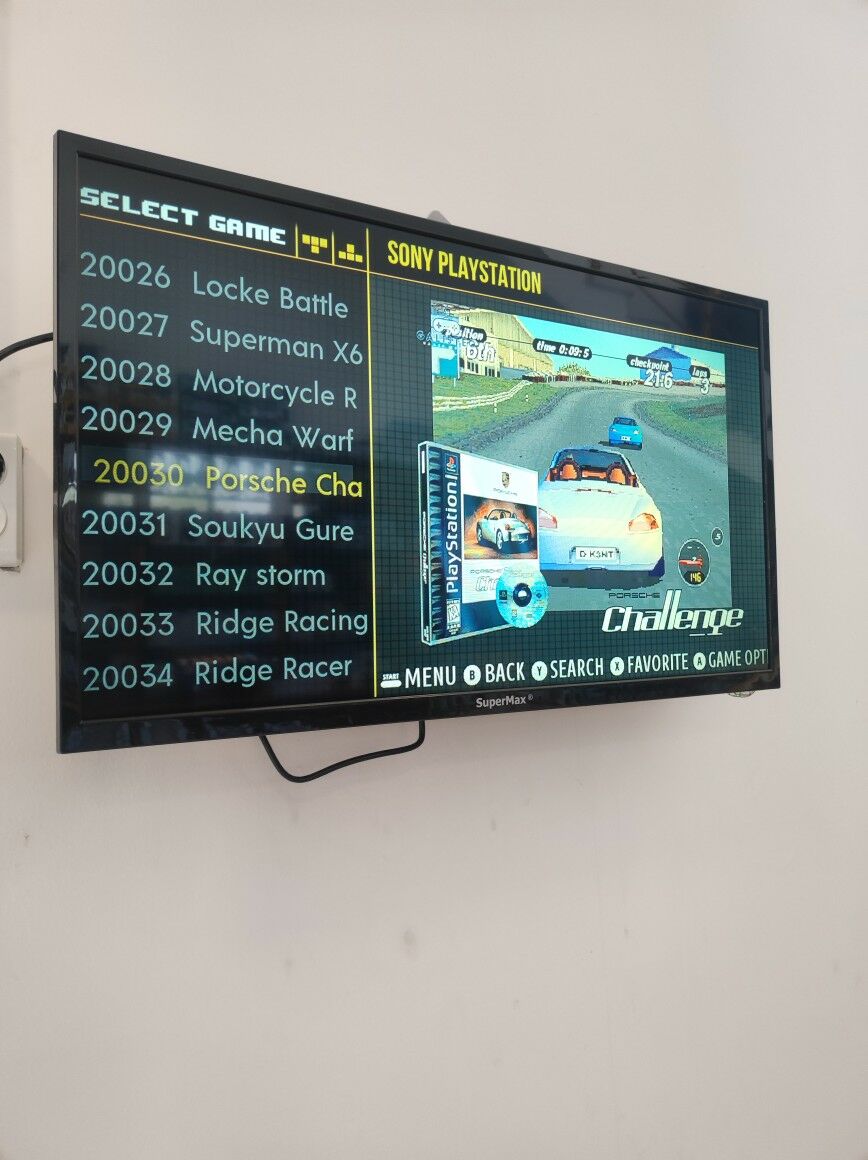 SELECT GAME
SONY PLAYSTATION
20026 Locke Battle
20027 Superman X6
20028 Motorcycle R
20029 Mecha Warf
20030 Porsche Cha
20031 Soukyu Gure
20032 Ray storm
20033 Ridge Racing
20034 Ridge Racer
position
6th
time 0:09:5
checkpoint
21:6
laps
3
PlayStation
146
PORSCHE
Challenge
START MENU B BACK Y SEARCH X FAVORITE A GAME OPT
SuperMax®